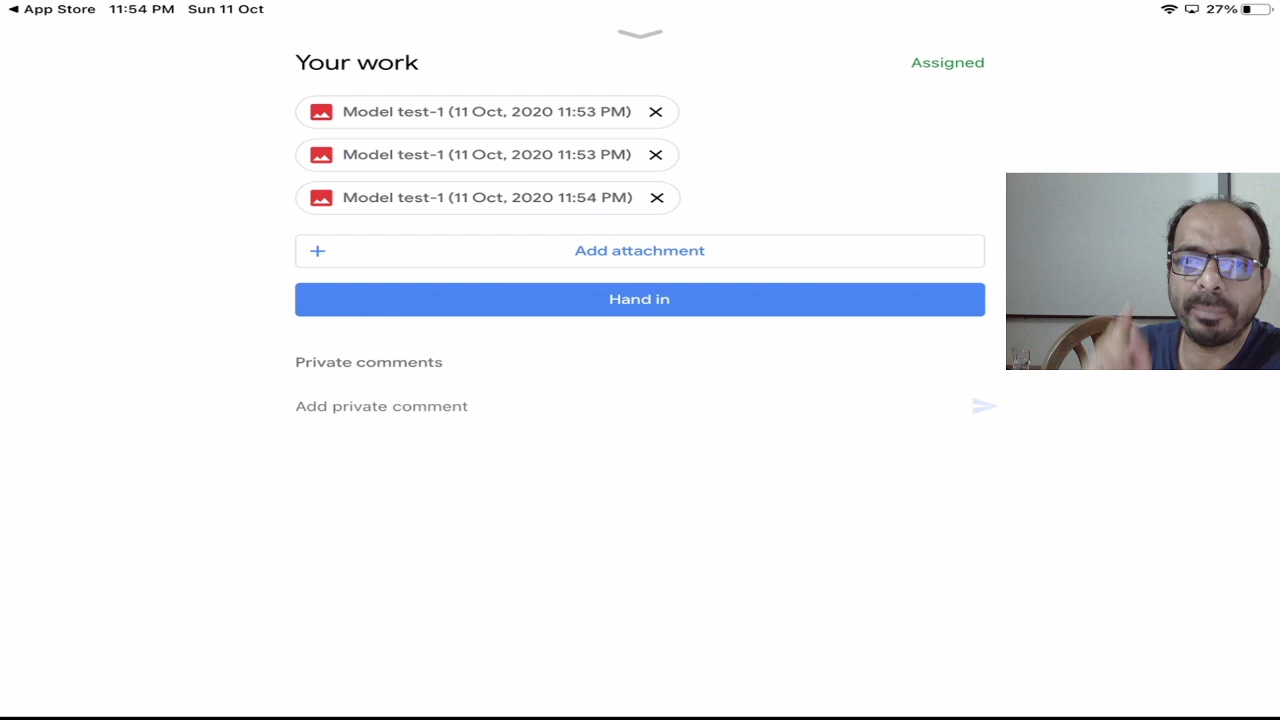 App Store 11:54 PM Sun 11 Oct 27%
Your work Assigned
Model test-1 (11 Oct, 2020 11:53 PM)
Model test-1 (11 Oct, 2020 11:53 PM)
Model test-1 (11 Oct, 2020 11:54 PM)
Add attachment
Hand in
Private comments
Add private comment